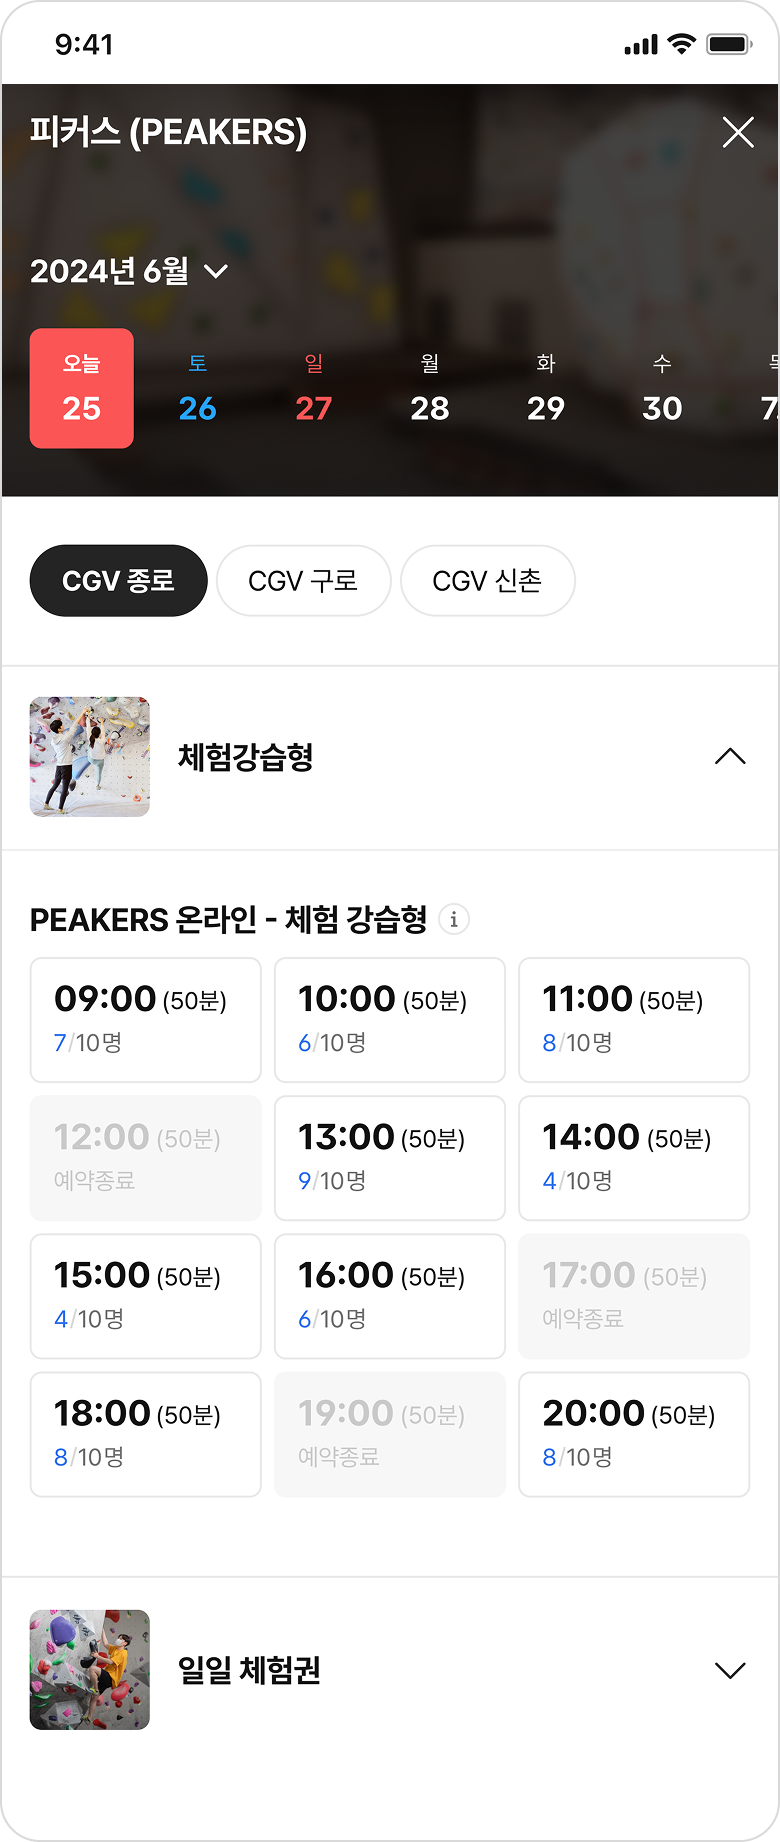 9:41
피커스 (PEAKERS)
2024년 6월
오늘 토 일 월 화 수
25 26 27 28 29 30 7
CGV 종로 CGV 구로 CGV 신촌
체험강습형
PEAKERS 온라인 - 체험 강습형 i
09:00 (50분) 10:00 (50분) 11:00 (50분)
7/10명 6/10명 8/10명
12:00 (50분) 13:00 (50분) 14:00 (50분)
예약종료 9/10명 4/10명
15:00 (50분) 16:00 (50분) 17:00 (50분)
4/10명 6/10명 예약종료
18:00 (50분) 19:00 (50분) 20:00 (50분)
8/10명 예약종료 8/10명
일일 체험권